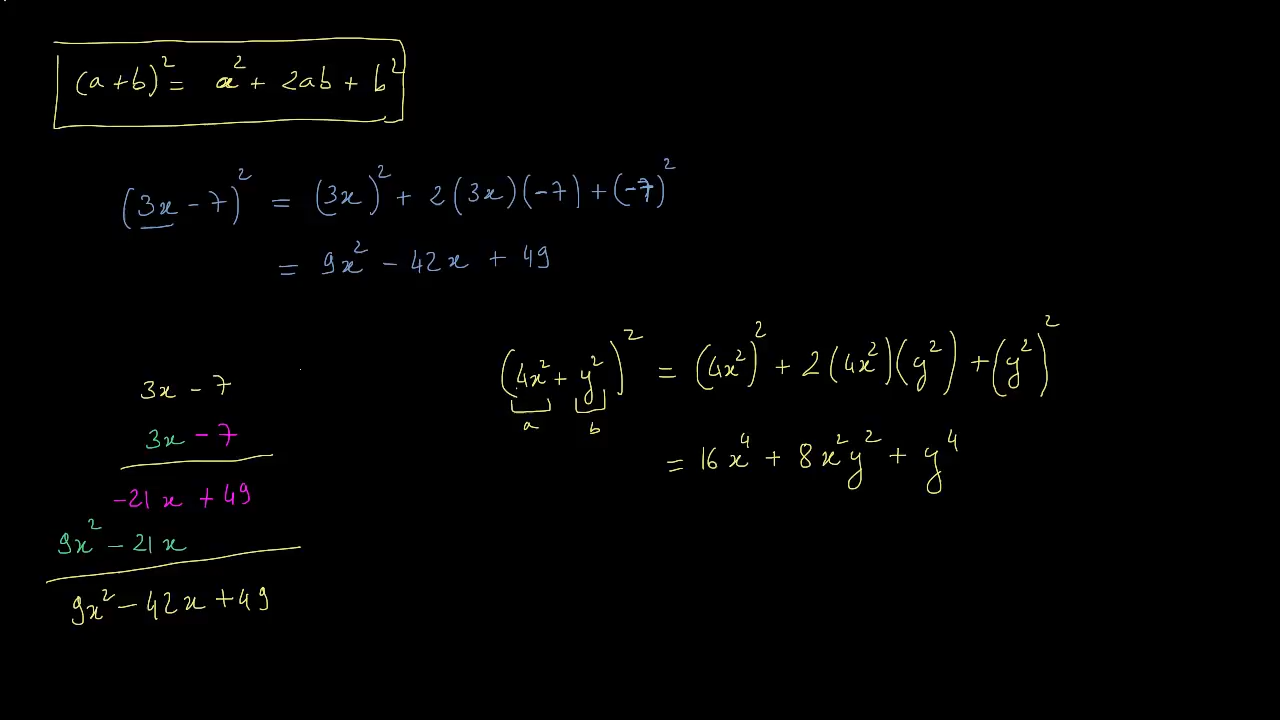 (a+b)² = a² + 2ab + b²
(3x - 7)² = (3x)² + 2(3x)(-7) + (-7)²
= 9x² - 42x + 49
3x - 7
3x - 7
-21x + 49
9x² - 21x
9x² - 42x + 49
(4x² + y²)² = (4x²)² + 2(4x²)(y²) + (y²)²
a b
= 16x⁴ + 8x²y² + y⁴